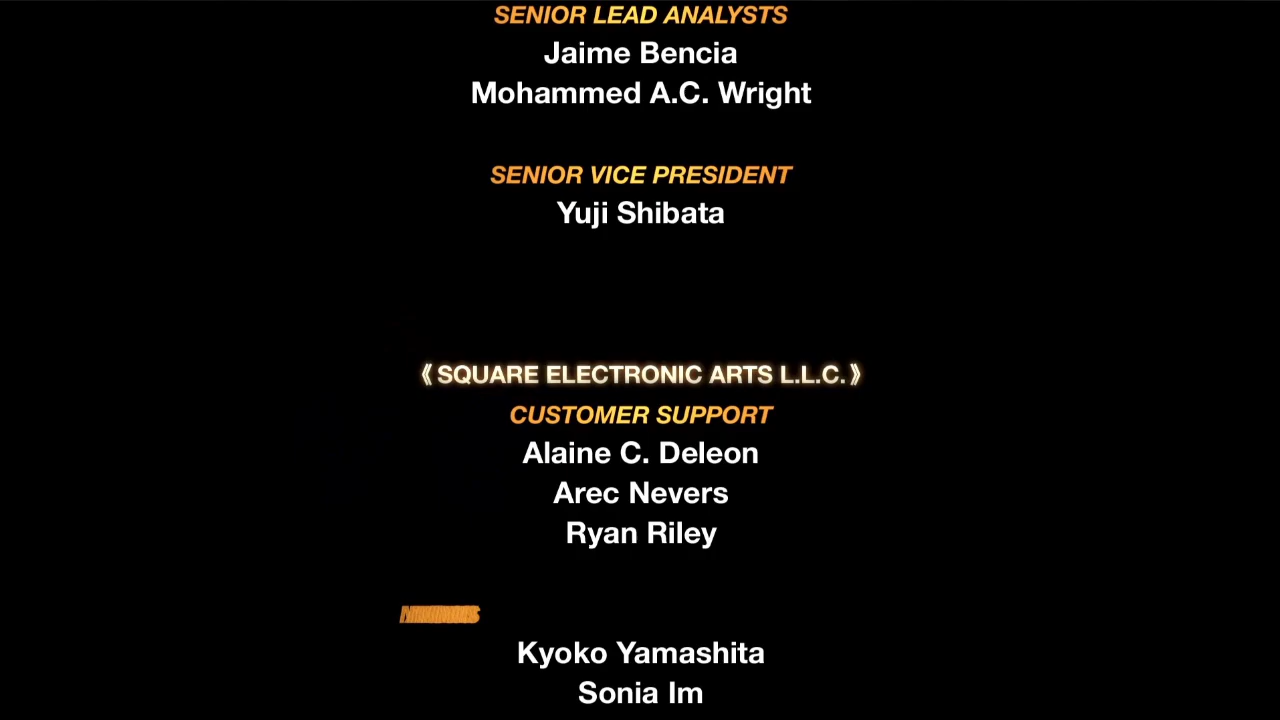 SENIOR LEAD ANALYSTS
Jaime Bencia
Mohammed A.C. Wright
SENIOR VICE PRESIDENT
Yuji Shibata
《SQUARE ELECTRONIC ARTS L.L.C.》
CUSTOMER SUPPORT
Alaine C. Deleon
Arec Nevers
Ryan Riley
Kyoko Yamashita
Sonia Im